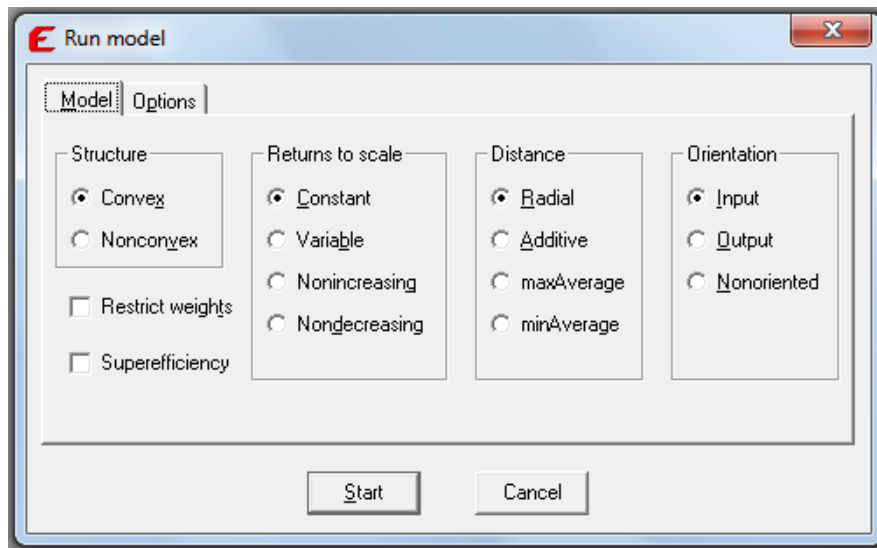 Run model
Model Options
Structure
Convex
Nonconvex
Restrict weights
Superefficiency
Returns to scale
Constant
Variable
Nonincreasing
Nondecreasing
Distance
Radial
Additive
maxAverage
minAverage
Orientation
Input
Output
Nonoriented
Start Cancel